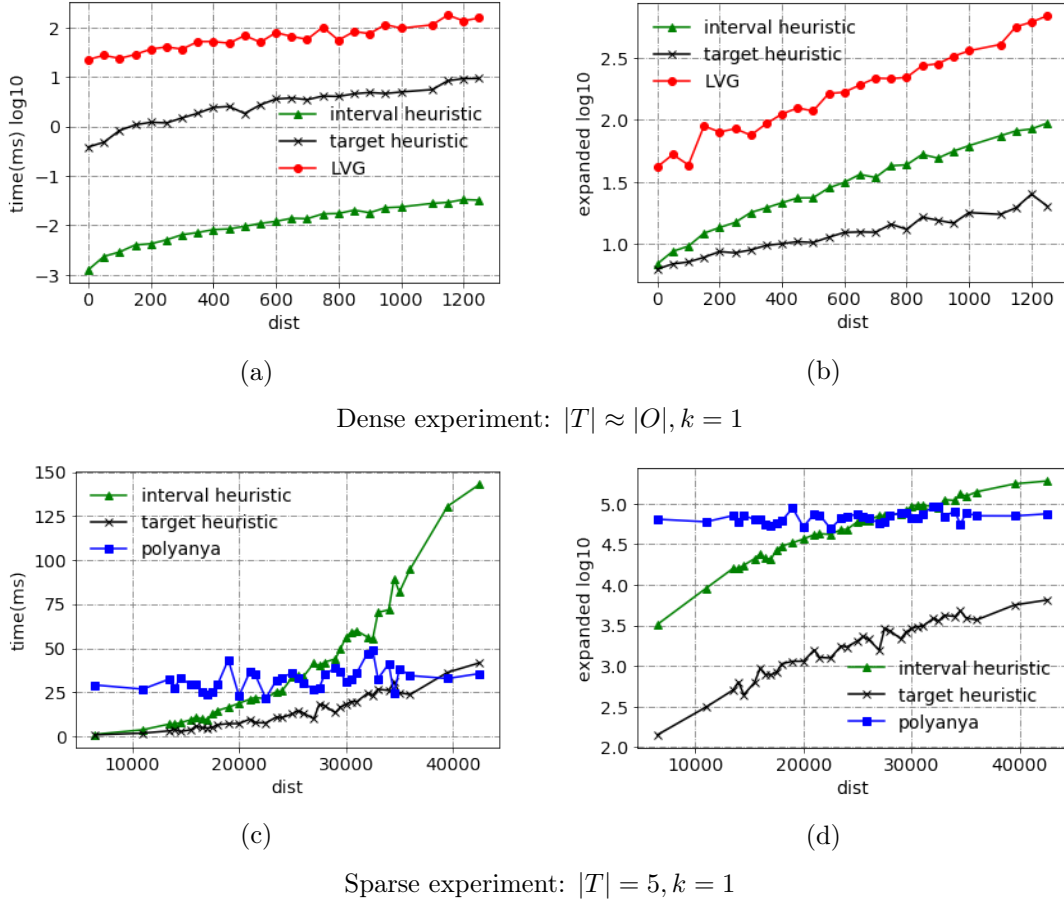 2
1
0
−1
−2
−3
time(ms) log10
interval heuristic
target heuristic
LVG
0 200 400 600 800 1000 1200
dist
(a)
2.5
2.0
1.5
1.0
expanded log10
interval heuristic
target heuristic
LVG
0 200 400 600 800 1000 1200
dist
(b)
Dense experiment: |T| ≈ |O|, k = 1
150
125
100
75
50
25
0
time(ms)
interval heuristic
target heuristic
polyanya
10000 20000 30000 40000
dist
(c)
5.0
4.5
4.0
3.5
3.0
2.5
2.0
expanded log10
interval heuristic
target heuristic
polyanya
10000 20000 30000 40000
dist
(d)
Sparse experiment: |T| = 5, k = 1